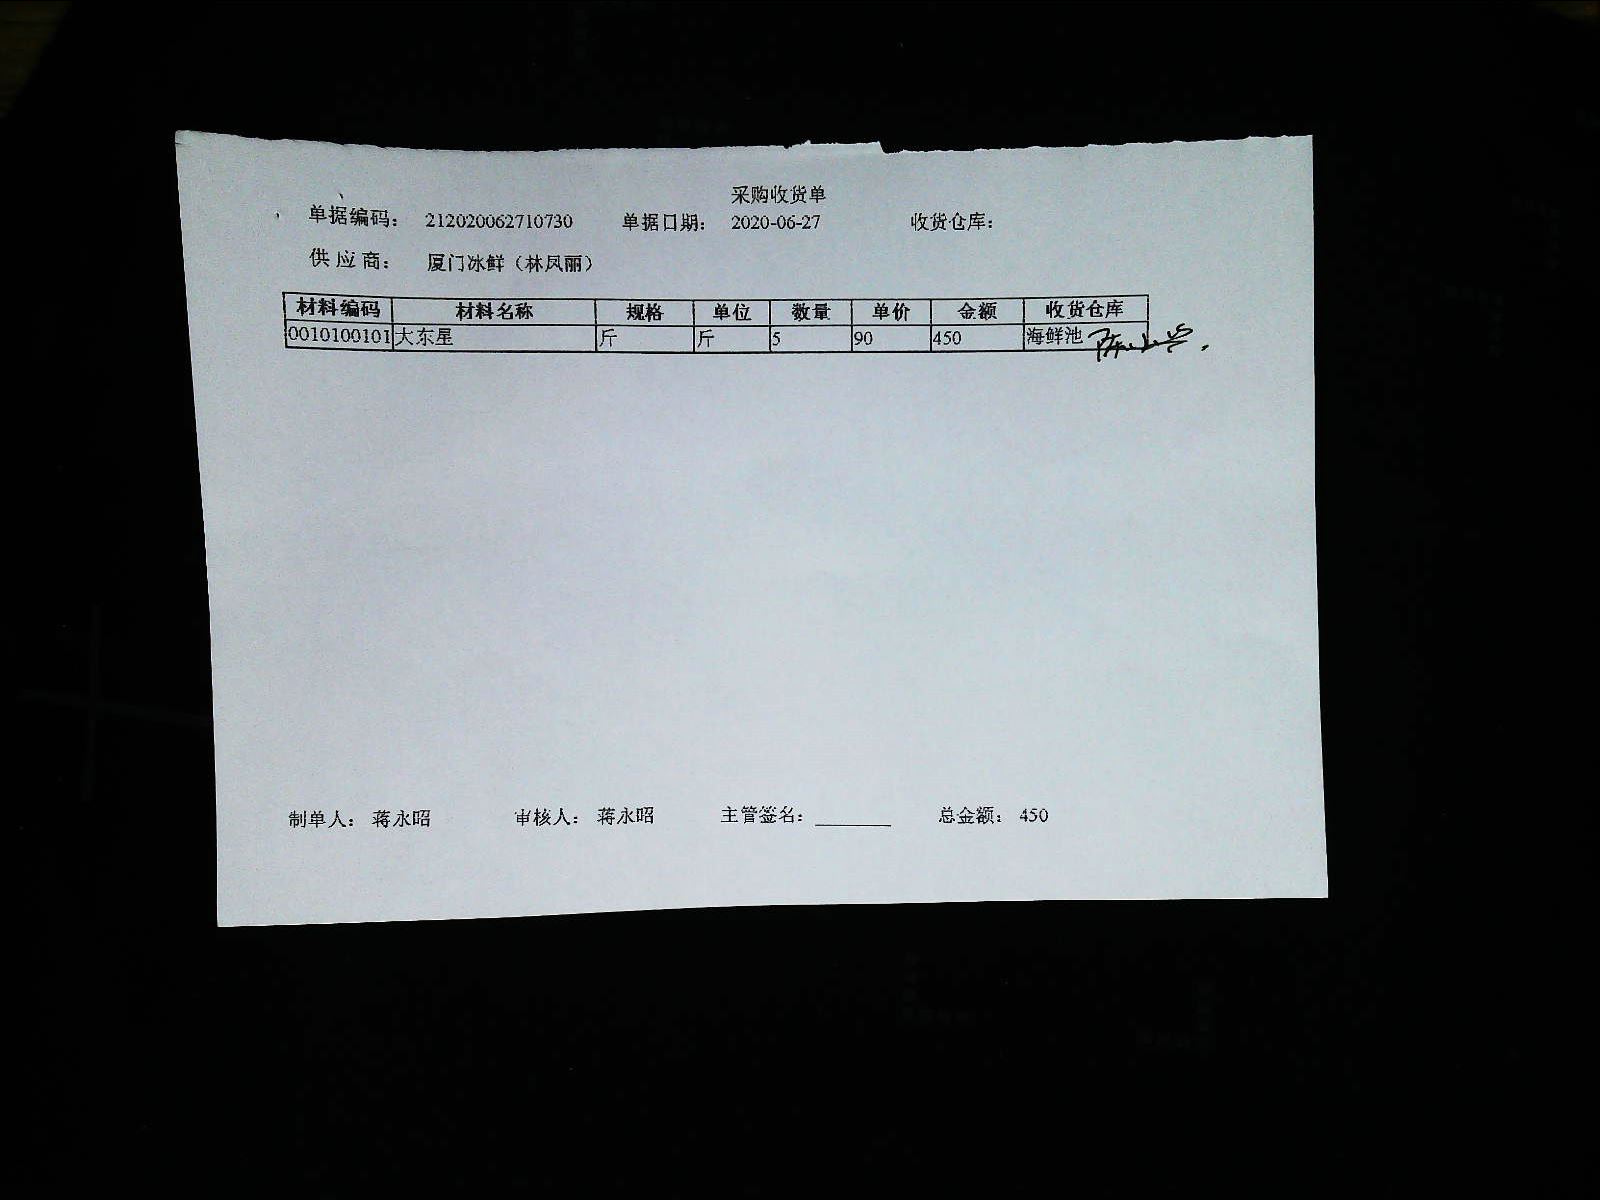 采购收货单
单据编码： 212020062710730 单据日期： 2020-06-27 收货仓库：
供 应 商： 厦门冰鲜（林凤丽）
材料编码 材料名称 规格 单位 数量 单价 金额 收货仓库
0010100101 大东星 斤 斤 5 90 450 海鲜池
制单人： 蒋永昭 审核人： 蒋永昭 主管签名： 总金额： 450